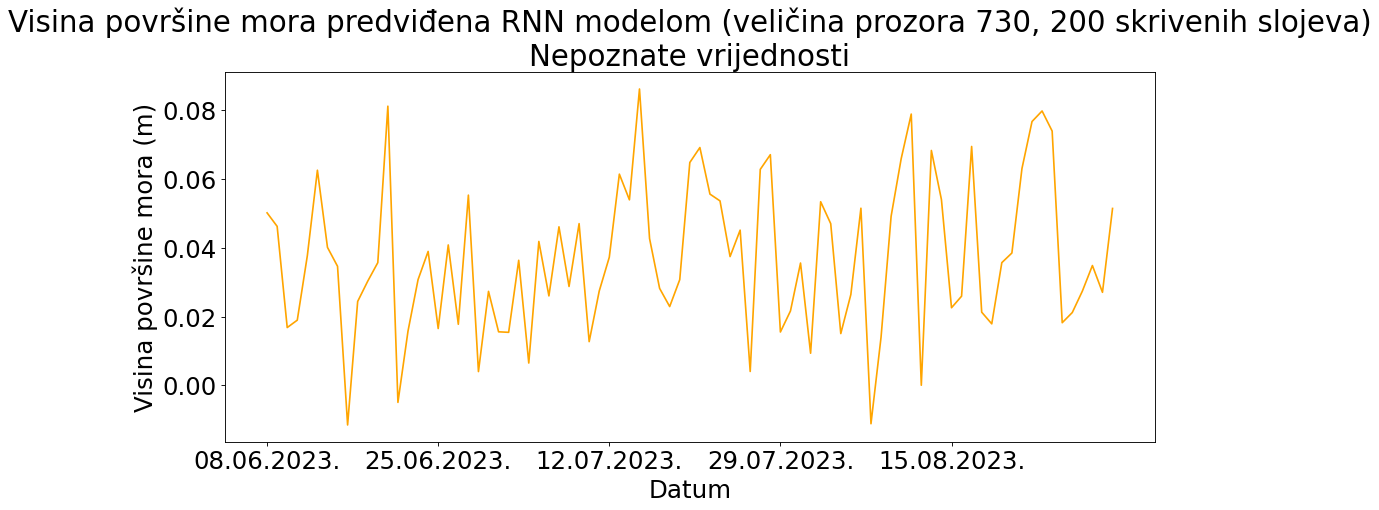 Visina površine mora predviđena RNN modelom (veličina prozora 730, 200 skrivenih slojeva)
Nepoznate vrijednosti
Visina površine mora (m)
0.08
0.06
0.04
0.02
0.00
08.06.2023. 25.06.2023. 12.07.2023. 29.07.2023. 15.08.2023.
Datum